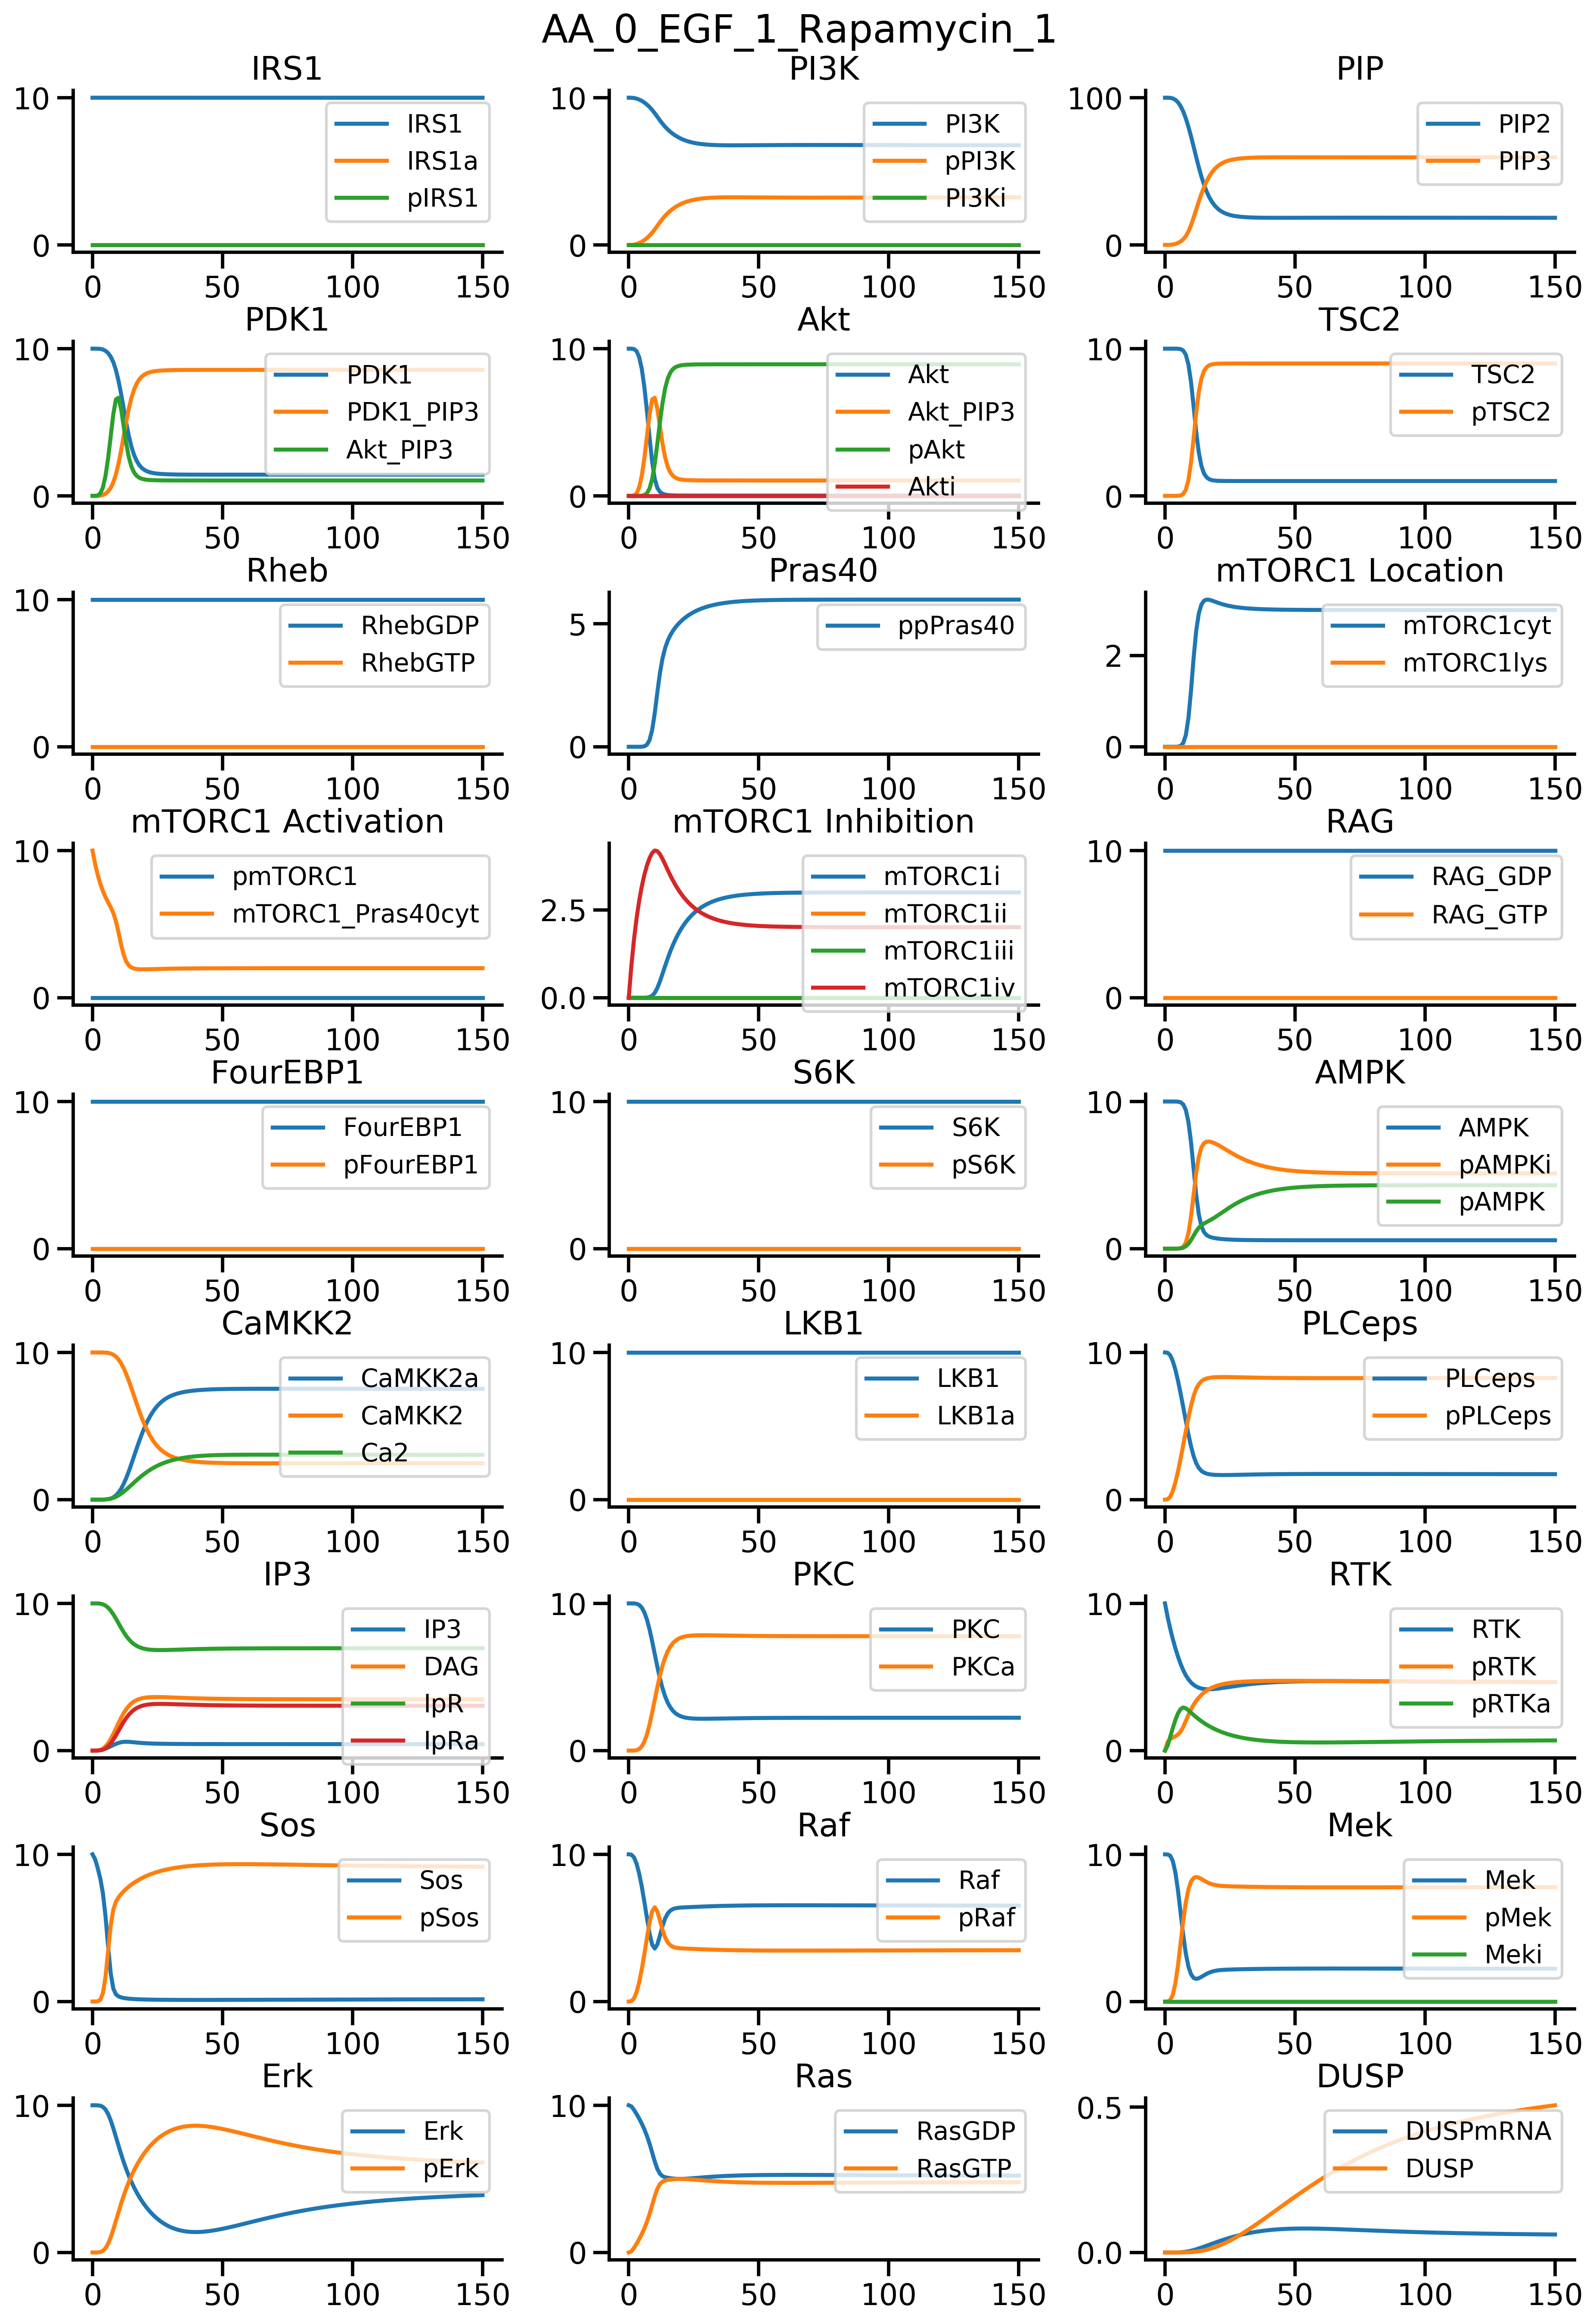 AA_0_EGF_1_Rapamycin_1
IRS1
10
0
0 50 100 150
IRS1
IRS1a
pIRS1
PI3K
10
0
0 50 100 150
PI3K
pPI3K
PI3Ki
PIP
100
0
0 50 100 150
PIP2
PIP3
PDK1
10
0
0 50 100 150
PDK1
PDK1_PIP3
Akt_PIP3
Akt
10
0
0 50 100 150
Akt
Akt_PIP3
pAkt
Akti
TSC2
10
0
0 50 100 150
TSC2
pTSC2
Rheb
10
0
0 50 100 150
RhebGDP
RhebGTP
Pras40
5
0
0 50 100 150
ppPras40
mTORC1 Location
2
0
0 50 100 150
mTORC1cyt
mTORC1lys
mTORC1 Activation
10
0
0 50 100 150
pmTORC1
mTORC1_Pras40cyt
mTORC1 Inhibition
2.5
0.0
0 50 100 150
mTORC1i
mTORC1ii
mTORC1iii
mTORC1iv
RAG
10
0
0 50 100 150
RAG_GDP
RAG_GTP
FourEBP1
10
0
0 50 100 150
FourEBP1
pFourEBP1
S6K
10
0
0 50 100 150
S6K
pS6K
AMPK
10
0
0 50 100 150
AMPK
pAMPKi
pAMPK
CaMKK2
10
0
0 50 100 150
CaMKK2a
CaMKK2
Ca2
LKB1
10
0
0 50 100 150
LKB1
LKB1a
PLCeps
10
0
0 50 100 150
PLCeps
pPLCeps
IP3
10
0
0 50 100 150
IP3
DAG
IpR
IpRa
PKC
10
0
0 50 100 150
PKC
PKCa
RTK
10
0
0 50 100 150
RTK
pRTK
pRTKa
Sos
10
0
0 50 100 150
Sos
pSos
Raf
10
0
0 50 100 150
Raf
pRaf
Mek
10
0
0 50 100 150
Mek
pMek
Meki
Erk
10
0
0 50 100 150
Erk
pErk
Ras
10
0
0 50 100 150
RasGDP
RasGTP
DUSP
0.5
0.0
0 50 100 150
DUSPmRNA
DUSP